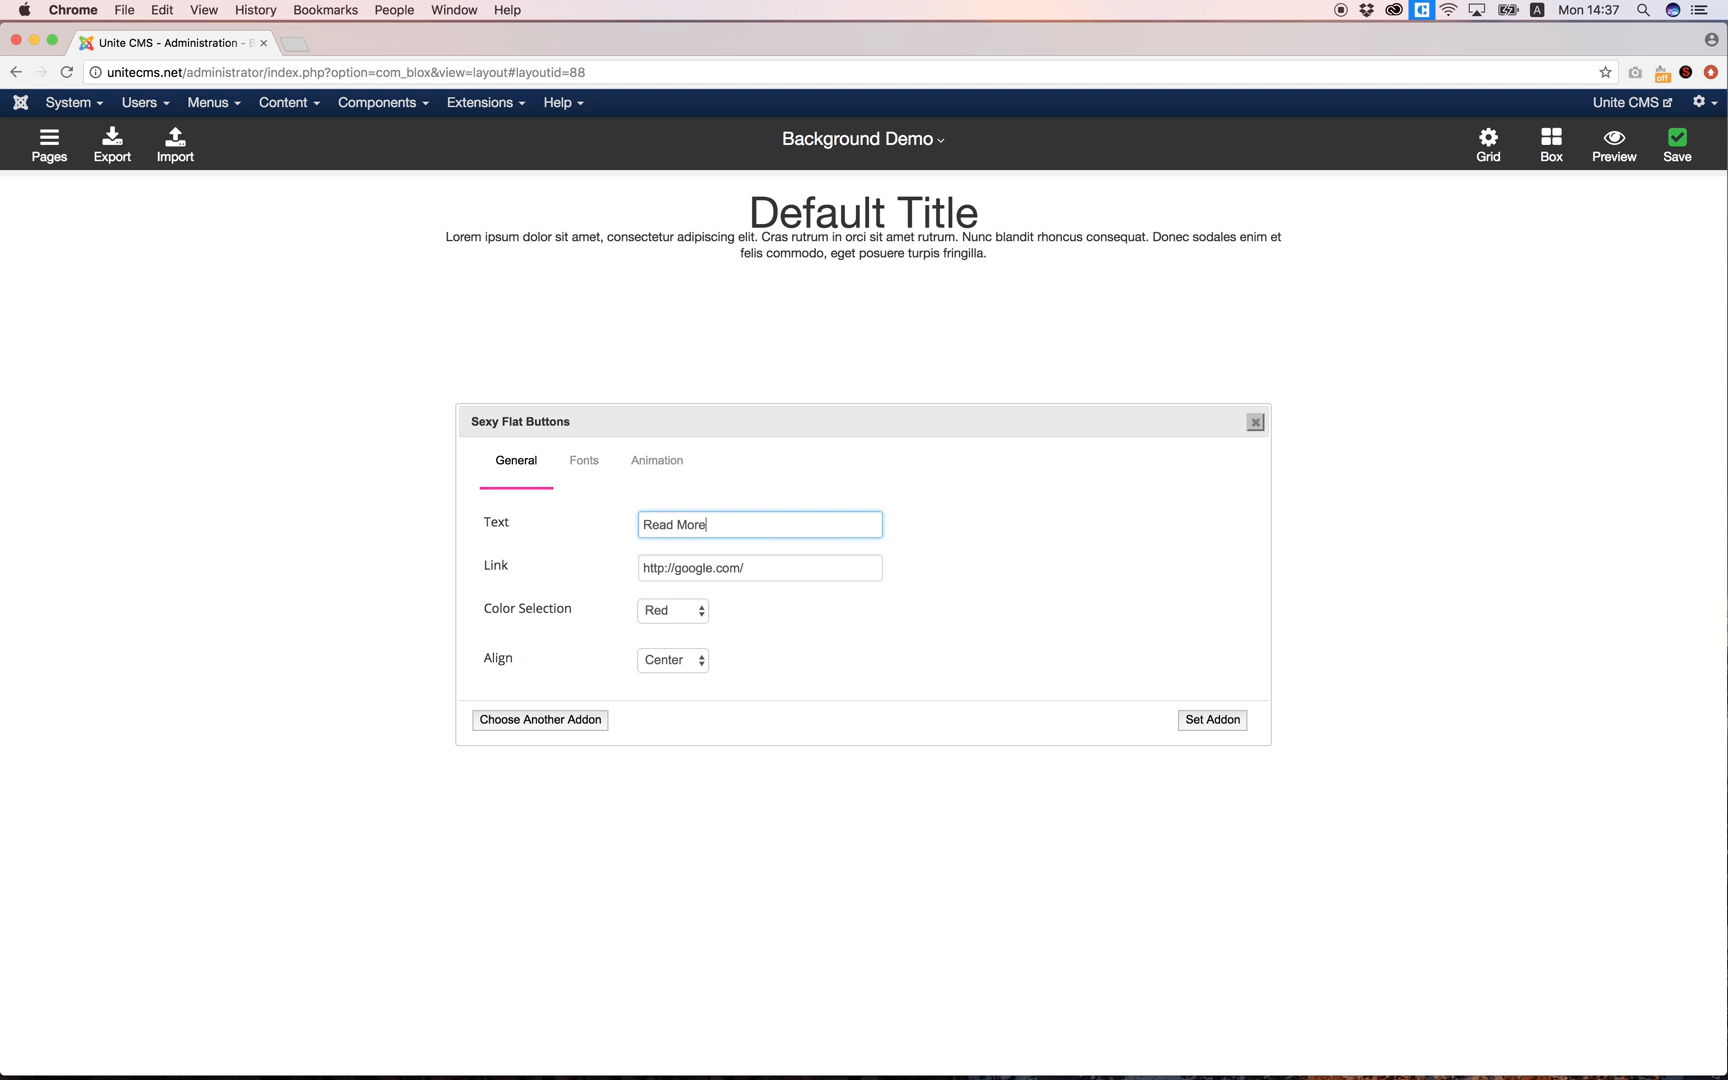 Chrome File Edit View History Bookmarks People Window Help A Mon 14:37
Unite CMS - Administration -
unitecms.net/administrator/index.php?option=com_blox&view=layout#layoutid=88
off S
System Users Menus Content Components Extensions Help Unite CMS
Background Demo
Pages Export Import Grid Box Preview Save
Default Title
Lorem ipsum dolor sit amet, consectetur adipiscing elit. Cras rutrum in orci sit amet rutrum. Nunc blandit rhoncus consequat. Donec sodales enim et
felis commodo, eget posuere turpis fringilla.
Sexy Flat Buttons
General Fonts Animation
Text Read More
Link http://google.com/
Color Selection Red
Align Center
Choose Another Addon Set Addon